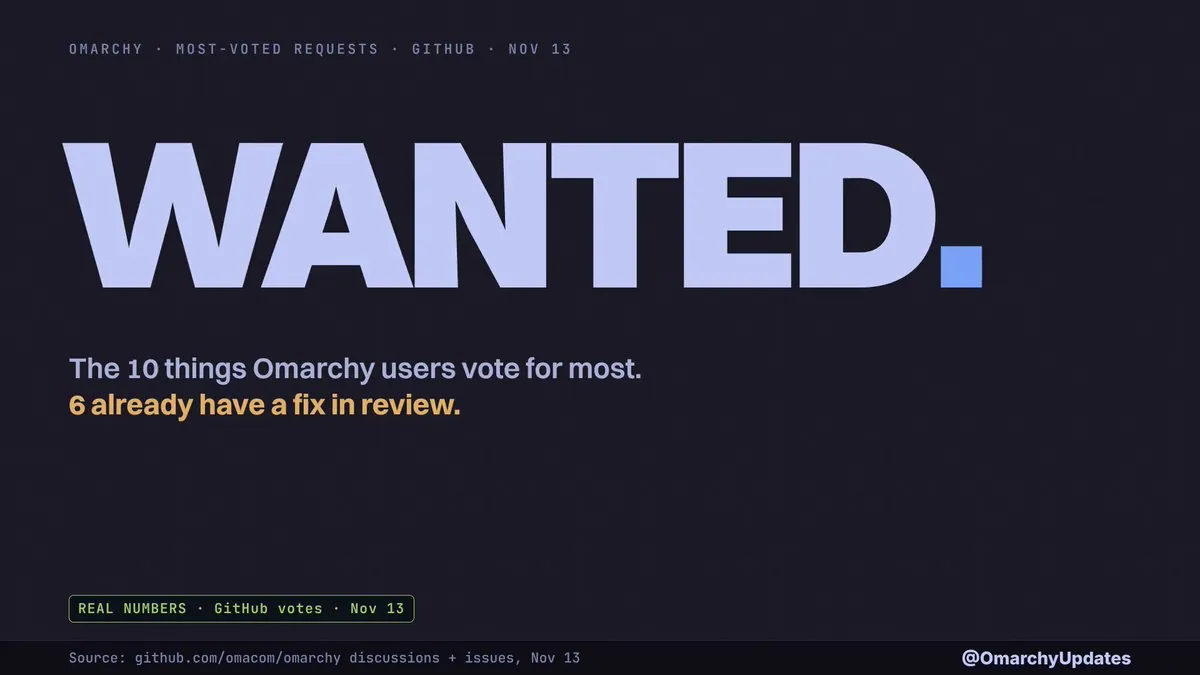 OMARCHY · MOST-VOTED REQUESTS · GITHUB · NOV 13
WANTED.
The 10 things Omarchy users vote for most.
6 already have a fix in review.
REAL NUMBERS · GitHub votes · Nov 13
Source: github.com/omacom/omarchy discussions + issues, Nov 13
@OmarchyUpdates